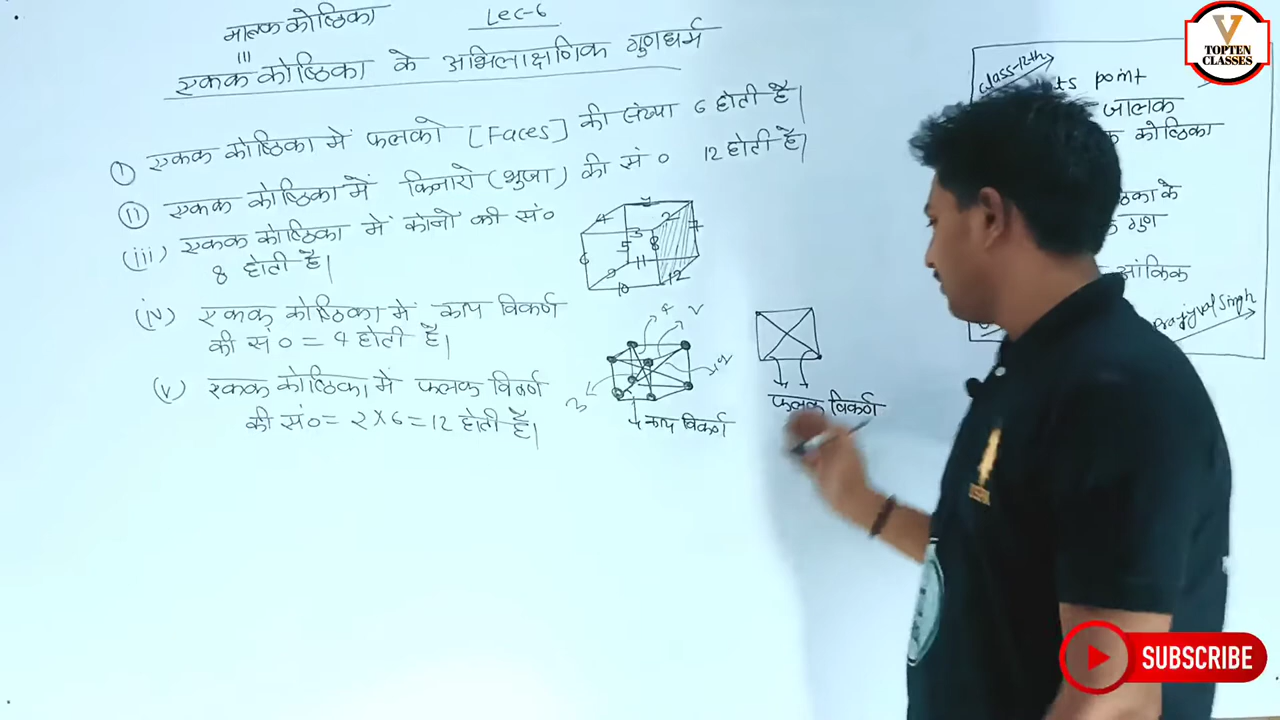 Lec-6
मात्रक कोष्ठिका
एकक कोष्ठिका के अभिलाक्षणिक गुणधर्म
(i) एकक कोष्ठिका में फलको [Faces] की संख्या 6 होती है।
(ii) एकक कोष्ठिका में किनारो (भुजा) की सं० 12 होती है।
(iii) एकक कोष्ठिका में कोनो की सं०
8 होती है।
(iv) एकक कोष्ठिका में काय विकर्ण
की सं० = 4 होती है।
(v) एकक कोष्ठिका में फलक विकर्ण
की सं० = 2×6=12 होती है।
काय विकर्ण
फलक विकर्ण
class-12th
point
जालक
कोष्ठिका
के
गुण
आंकिक
Singh
V
TOPTEN
CLASSES
SUBSCRIBE